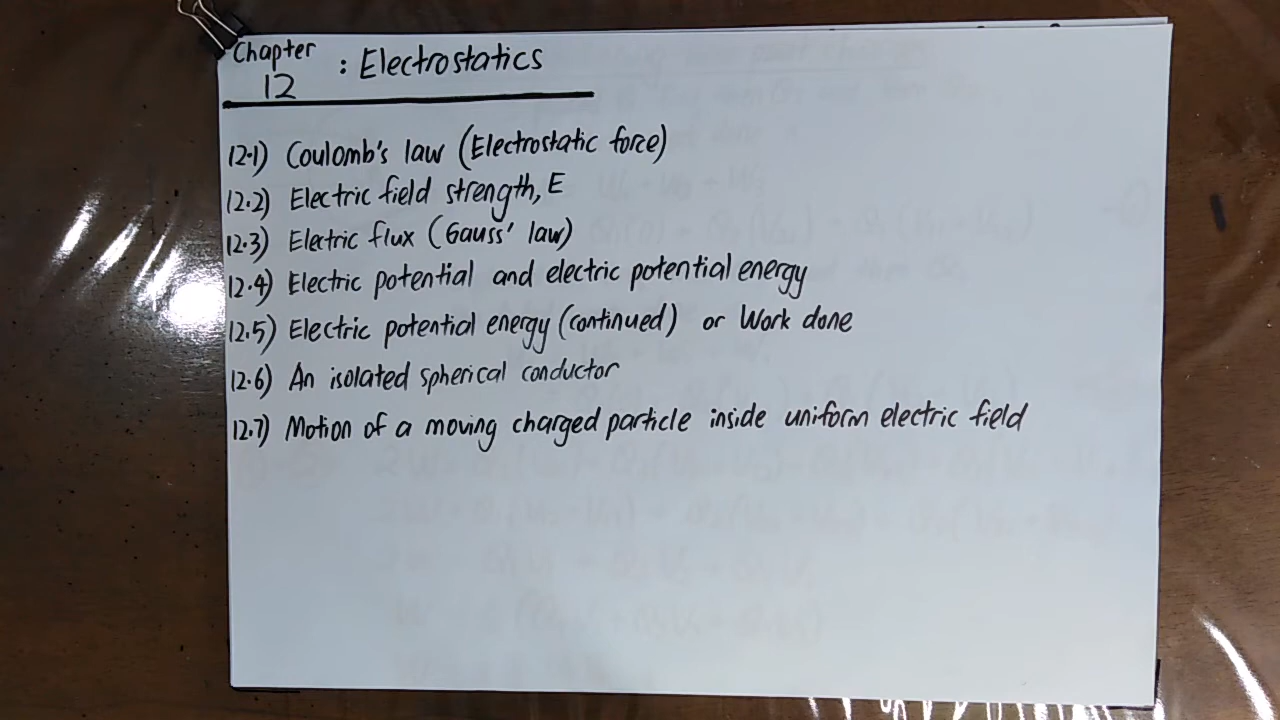 Chapter 12 : Electrostatics
12.1) Coulomb's law (Electrostatic force)
12.2) Electric field strength, E
12.3) Electric flux (Gauss' law)
12.4) Electric potential and electric potential energy
12.5) Electric potential energy (continued) or Work done
12.6) An isolated spherical conductor
12.7) Motion of a moving charged particle inside uniform electric field